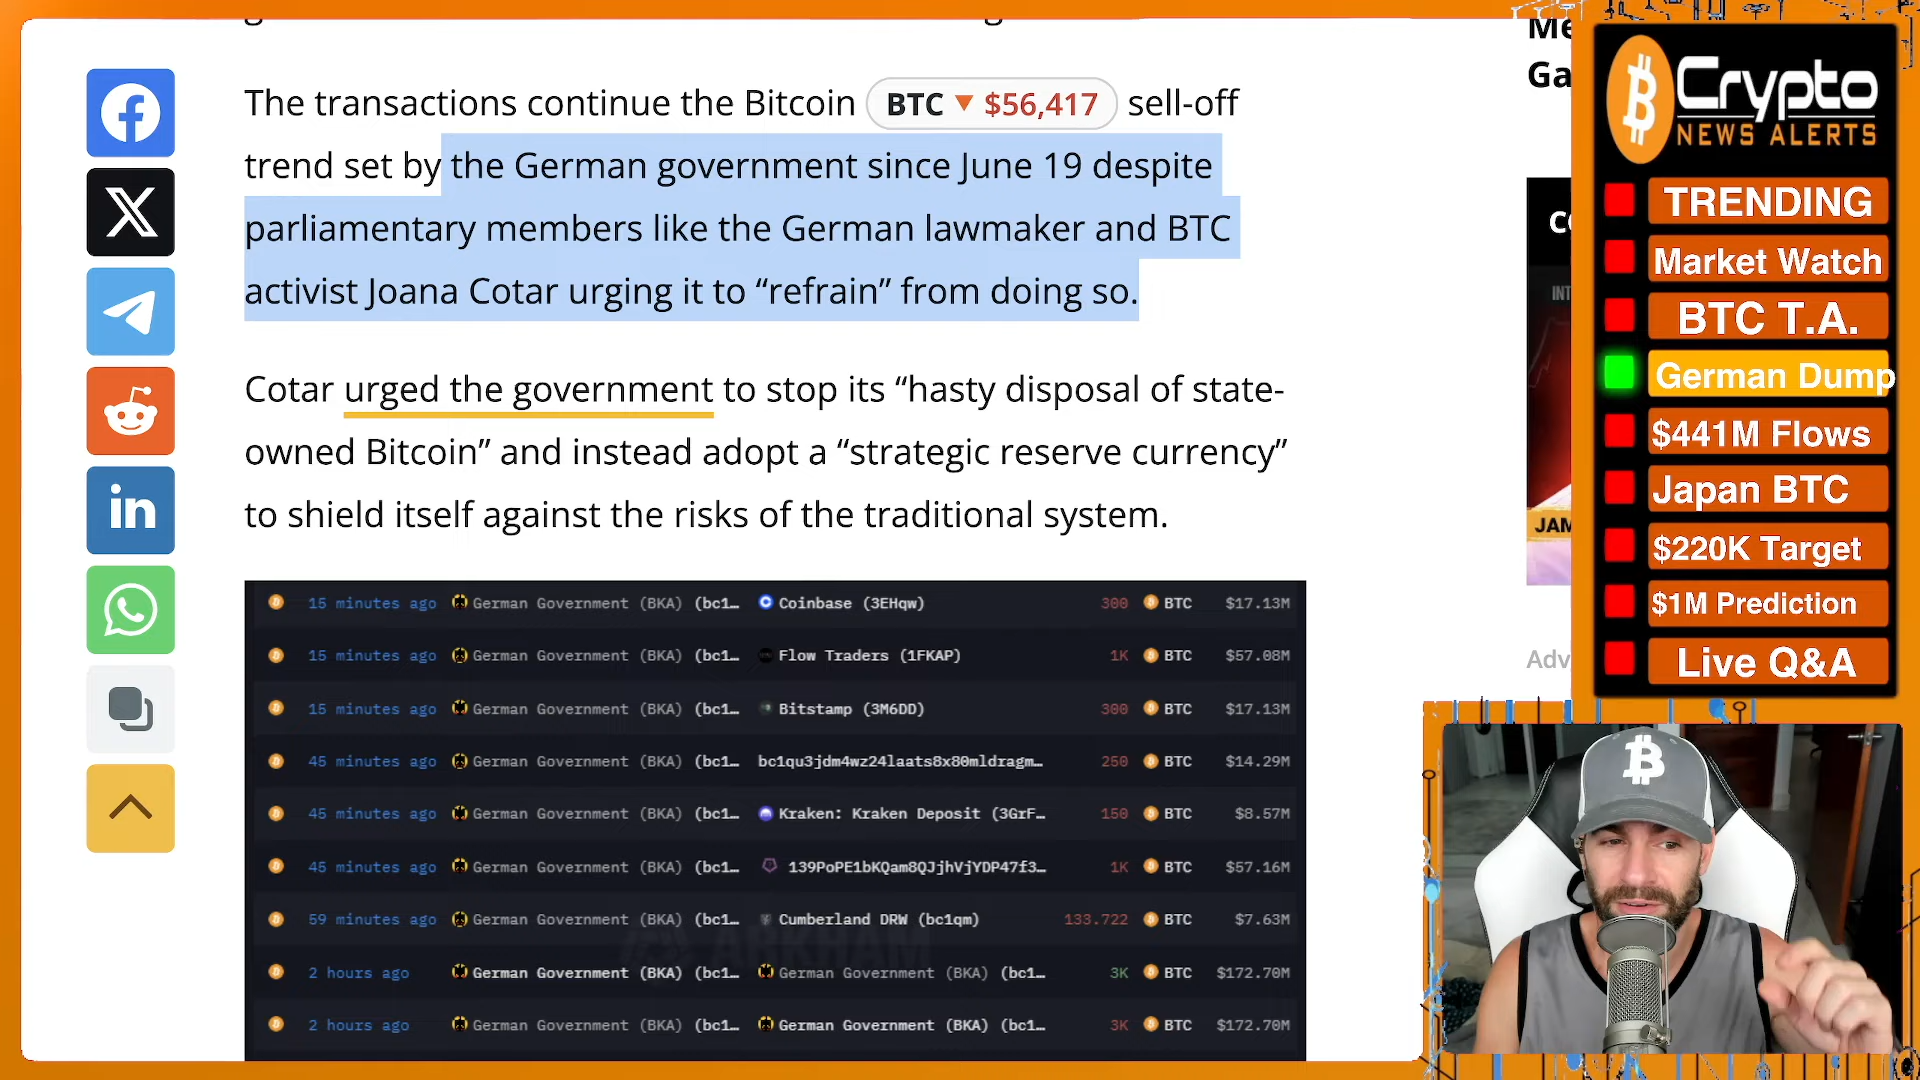 The transactions continue the Bitcoin BTC ▼ $56,417 sell-off
trend set by the German government since June 19 despite
parliamentary members like the German lawmaker and BTC
activist Joana Cotar urging it to “refrain” from doing so.
Cotar urged the government to stop its “hasty disposal of state-
owned Bitcoin” and instead adopt a “strategic reserve currency”
to shield itself against the risks of the traditional system.
15 minutes ago German Government (BKA) (bc1… Coinbase (3EHqw) 300 BTC $17.13M
15 minutes ago German Government (BKA) (bc1… Flow Traders (1FKAP) 1K BTC $57.08M
15 minutes ago German Government (BKA) (bc1… Bitstamp (3M6DD) 300 BTC $17.13M
45 minutes ago German Government (BKA) (bc1… bc1qu3jdm4wz24laats8x80mldragm… 250 BTC $14.29M
45 minutes ago German Government (BKA) (bc1… Kraken: Kraken Deposit (3GrF… 150 BTC $8.57M
45 minutes ago German Government (BKA) (bc1… 139PoPE1bKQam8QJjhVjYDP47f3… 1K BTC $57.16M
59 minutes ago German Government (BKA) (bc1… Cumberland DRW (bc1qm) 133.722 BTC $7.63M
2 hours ago German Government (BKA) (bc1… German Government (BKA) (bc1… 3K BTC $172.70M
2 hours ago German Government (BKA) (bc1… German Government (BKA) (bc1… 3K BTC $172.70M
ARKHAM
Me
Ga
JAM
Adv
Crypto
NEWS ALERTS
TRENDING
Market Watch
BTC T.A.
German Dump
$441M Flows
Japan BTC
$220K Target
$1M Prediction
Live Q&A